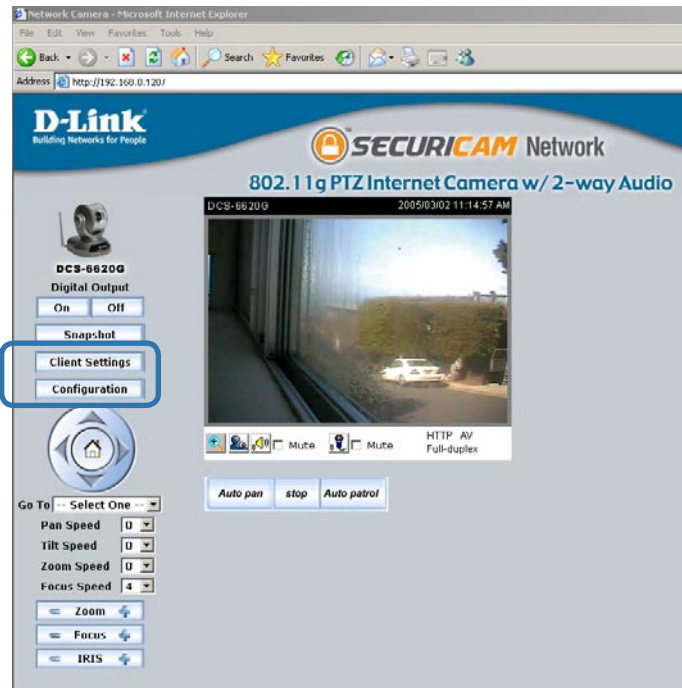 Network Camera - Microsoft Internet Explorer
File Edit View Favorites Tools Help
Back Search Favorites
Address http://192.168.0.120/
D-Link
Building Networks for People
SECURICAM Network
802.11g PTZ Internet Camera w/ 2-way Audio
DCS-6620G 2005/03/02 11:14:57 AM
DCS-6620G
Digital Output
On Off
Snapshot
Client Settings
Configuration
Mute Mute HTTP AV
Full-duplex
Auto pan stop Auto patrol
Go To -- Select One --
Pan Speed 0
Tilt Speed 0
Zoom Speed 0
Focus Speed 4
Zoom
Focus
IRIS